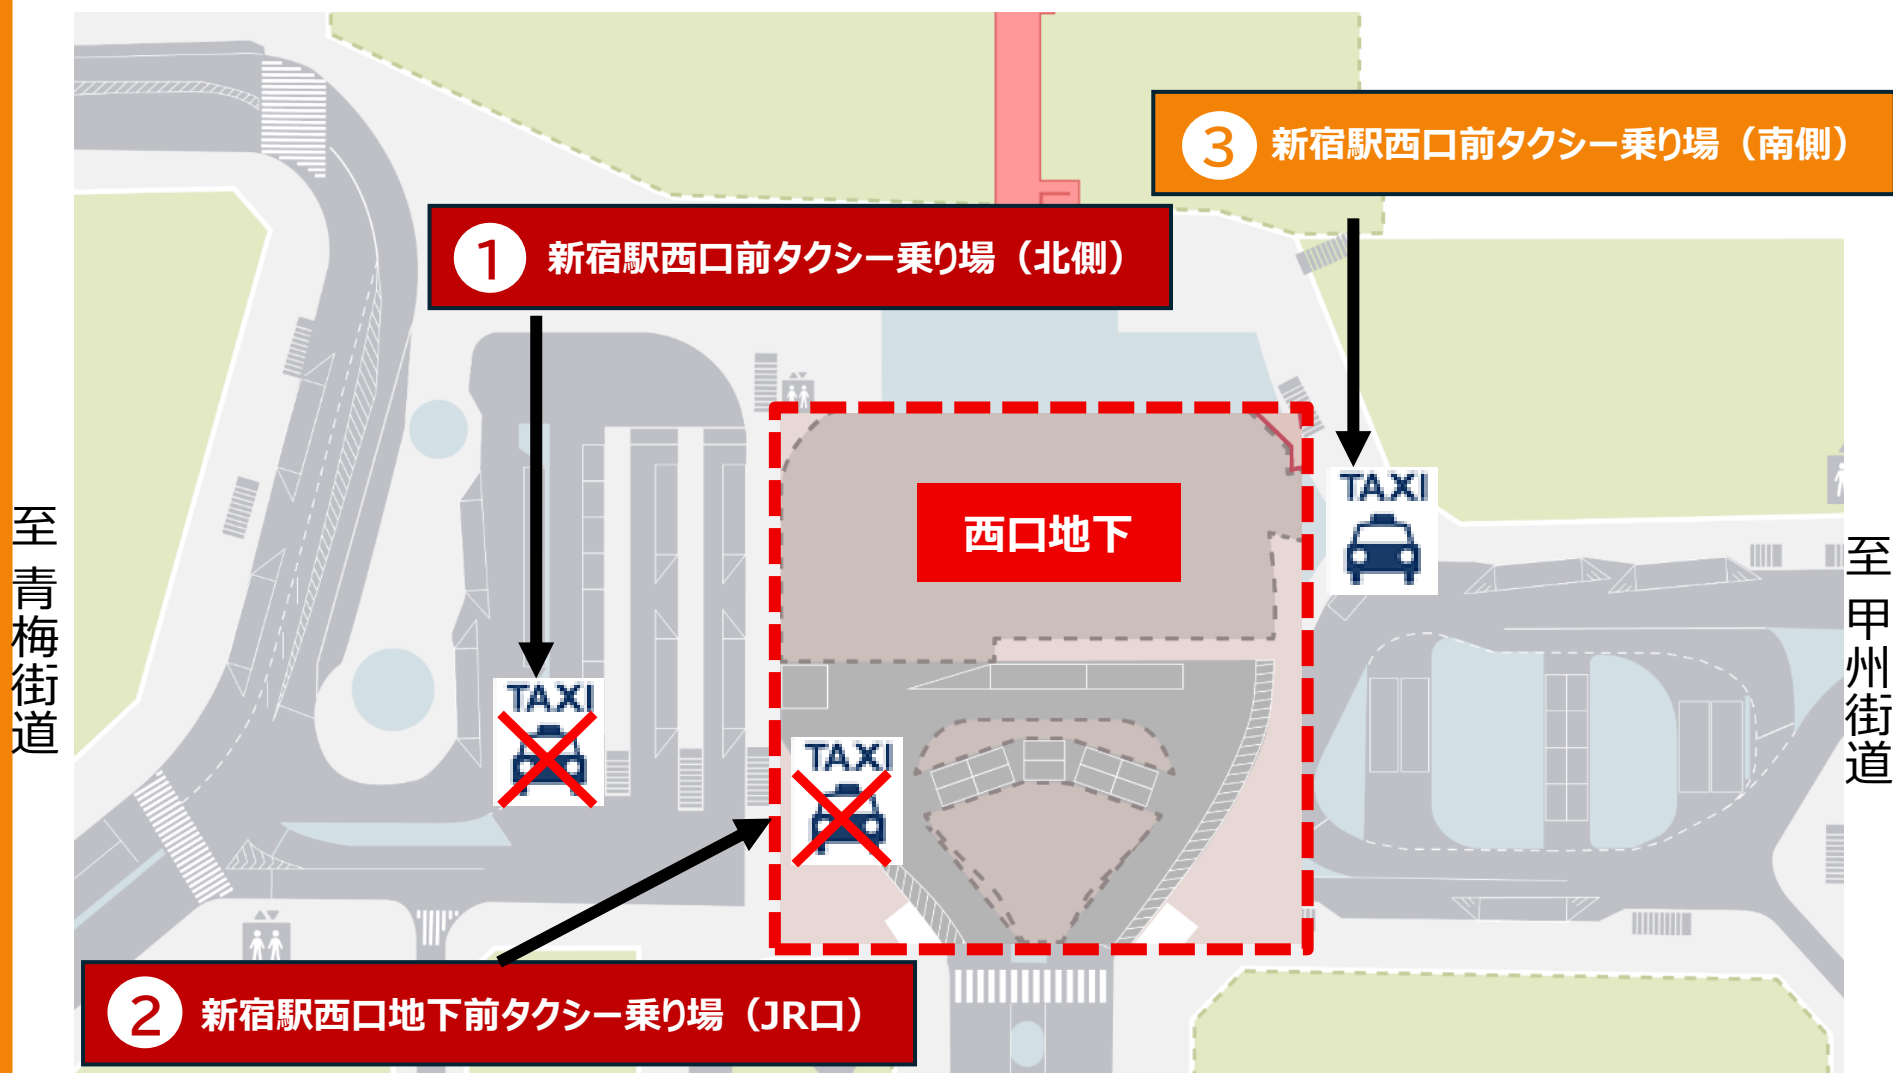 3 新宿駅西口前タクシー乗り場（南側）
1 新宿駅西口前タクシー乗り場（北側）
TAXI
西口地下
至 青梅街道
至 甲州街道
TAXI
TAXI
2 新宿駅西口地下前タクシー乗り場（JR口）